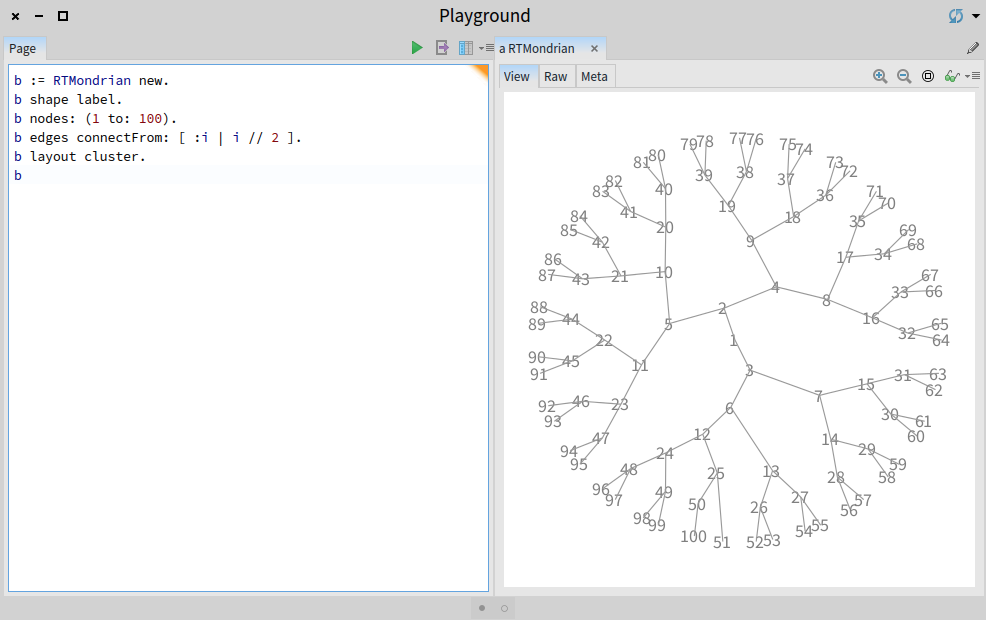 Playground
Page
a RTMondrian
View Raw Meta
b := RTMondrian new.
b shape label.
b nodes: (1 to: 100).
b edges connectFrom: [ :i | i // 2 ].
b layout cluster.
b
79 78 77 76 75 74
81 80 39 38 37 73 72
83 82 40 19 36 71 70
84 41 18 35
85 42 20 9 17 34 69 68
86 87 43 21 10 4 8 33 67 66
88 89 44 5 2 16 32 65 64
22 1
90 91 45 11 3 15 31 63 62
92 93 46 23 6 7 30 61 60
94 95 47 12 14 29 59 58
96 97 48 24 25 13 28 57 56
98 99 49 50 26 27 55 54
100 51 52 53